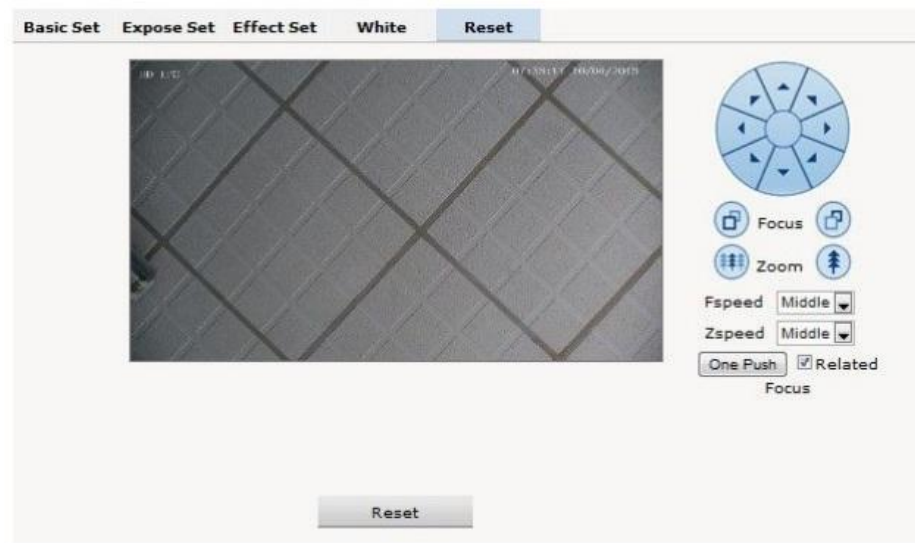 Basic Set Expose Set Effect Set White Reset
Focus
Zoom
Fspeed Middle
Zspeed Middle
One Push Related
Focus
Reset